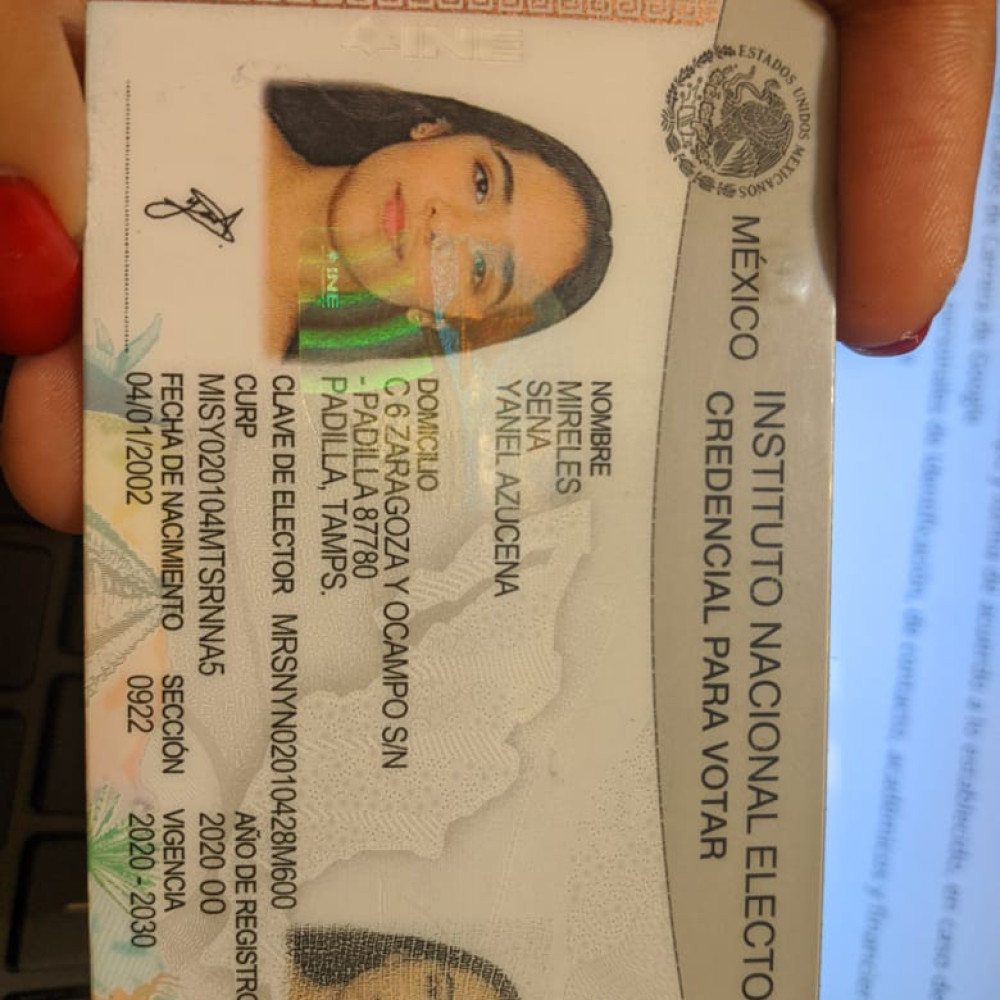 ESTADOS UNIDOS MEXICANOS
MÉXICO
INSTITUTO NACIONAL ELECTO
CREDENCIAL PARA VOTAR
INE
NOMBRE
MIRELES
SENA
YANEL AZUCENA
DOMICILIO
C 6 ZARAGOZA Y OCAMPO S/N
- PADILLA 87780
PADILLA, TAMPS.
CLAVE DE ELECTOR MRSNYN02010428M600
CURP AÑO DE REGISTRO
MISY020104MTSRNNA5 2020 00
FECHA DE NACIMIENTO SECCIÓN VIGENCIA
04/01/2002 0922 2020 - 2030
INE